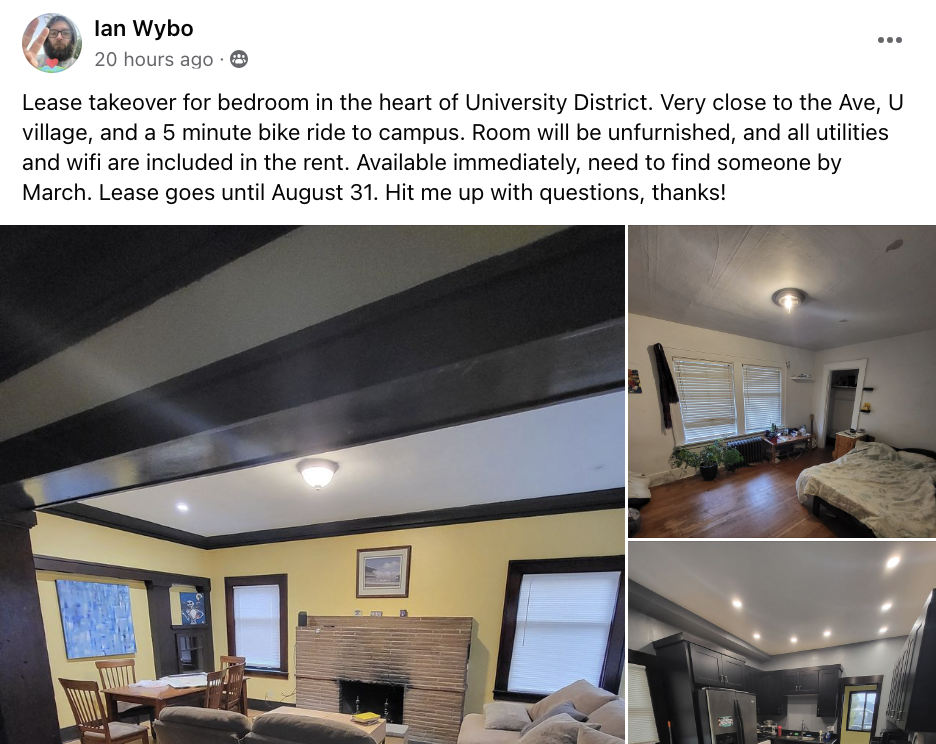 Ian Wybo
20 hours ago ·
Lease takeover for bedroom in the heart of University District. Very close to the Ave, U
village, and a 5 minute bike ride to campus. Room will be unfurnished, and all utilities
and wifi are included in the rent. Available immediately, need to find someone by
March. Lease goes until August 31. Hit me up with questions, thanks!